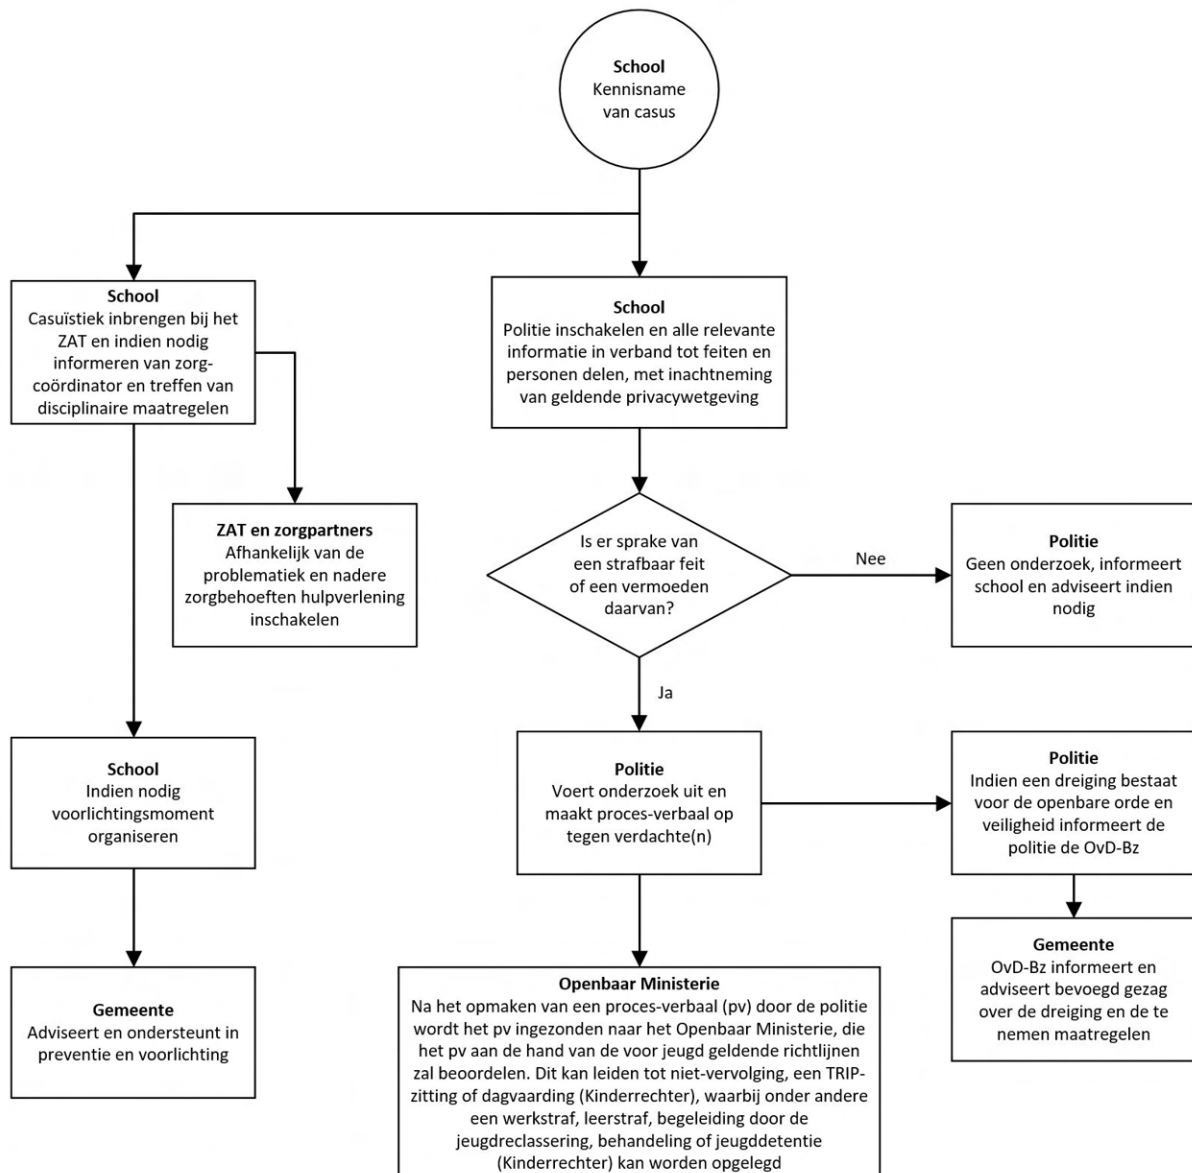 School
Kennisname
van casus
School
Casuïstiek inbrengen bij het
ZAT en indien nodig
informeren van zorg-
coördinator en treffen van
disciplinaire maatregelen
School
Politie inschakelen en alle relevante
informatie in verband tot feiten en
personen delen, met inachtneming
van geldende privacywetgeving
ZAT en zorgpartners
Afhankelijk van de
problematiek en nadere
zorgbehoeften hulpverlening
inschakelen
Is er sprake van
een strafbaar feit
of een vermoeden
daarvan?
Nee
Politie
Geen onderzoek, informeert
school en adviseert indien
nodig
Ja
School
Indien nodig
voorlichtingsmoment
organiseren
Politie
Voert onderzoek uit en
maakt proces-verbaal op
tegen verdachte(n)
Politie
Indien een dreiging bestaat
voor de openbare orde en
veiligheid informeert de
politie de OvD-Bz
Gemeente
Adviseert en ondersteunt in
preventie en voorlichting
Openbaar Ministerie
Na het opmaken van een proces-verbaal (pv) door de politie
wordt het pv ingezonden naar het Openbaar Ministerie, die
het pv aan de hand van de voor jeugd geldende richtlijnen
zal beoordelen. Dit kan leiden tot niet-vervolging, een TRIP-
zitting of dagvaarding (Kinderrechter), waarbij onder andere
een werkstraf, leerstraf, begeleiding door de
jeugdreclassering, behandeling of jeugddetentie
(Kinderrechter) kan worden opgelegd
Gemeente
OvD-Bz informeert en
adviseert bevoegd gezag
over de dreiging en de te
nemen maatregelen